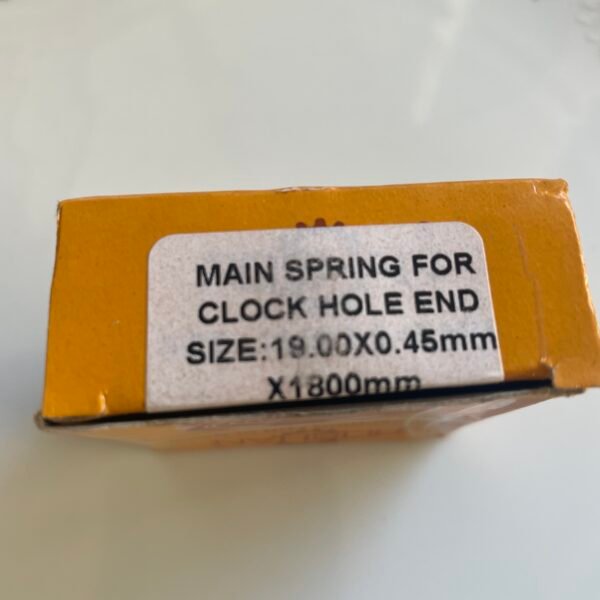 MAIN SPRING FOR
CLOCK HOLE END
SIZE:19.00X0.45mm
X1800mm